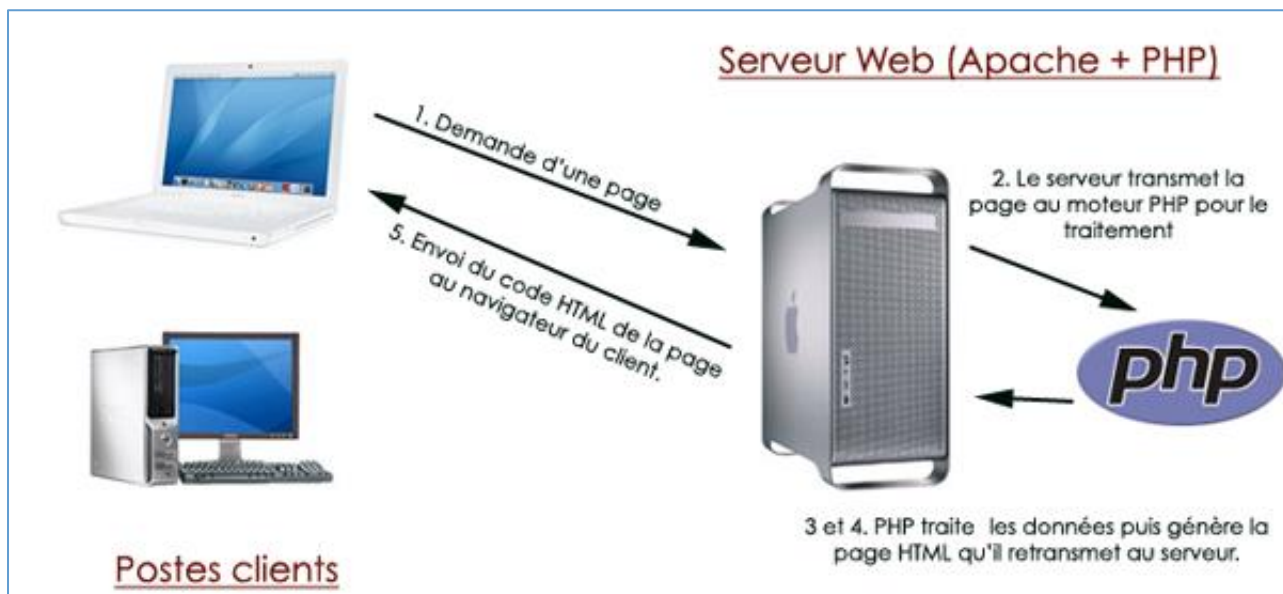 Serveur Web (Apache + PHP)
1. Demande d'une page
2. Le serveur transmet la
page au moteur PHP pour le
traitement
5. Envoi du code HTML de la page
au navigateur du client.
php
3 et 4. PHP traite les données puis génère la
page HTML qu'il retransmet au serveur.
Postes clients